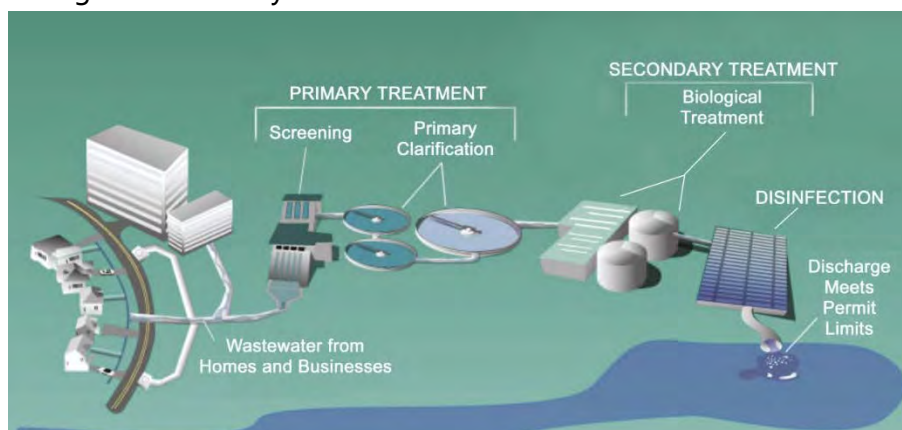 PRIMARY TREATMENT
Screening
Primary
Clarification
SECONDARY TREATMENT
Biological
Treatment
DISINFECTION
Discharge
Meets
Permit
Limits
Wastewater from
Homes and Businesses